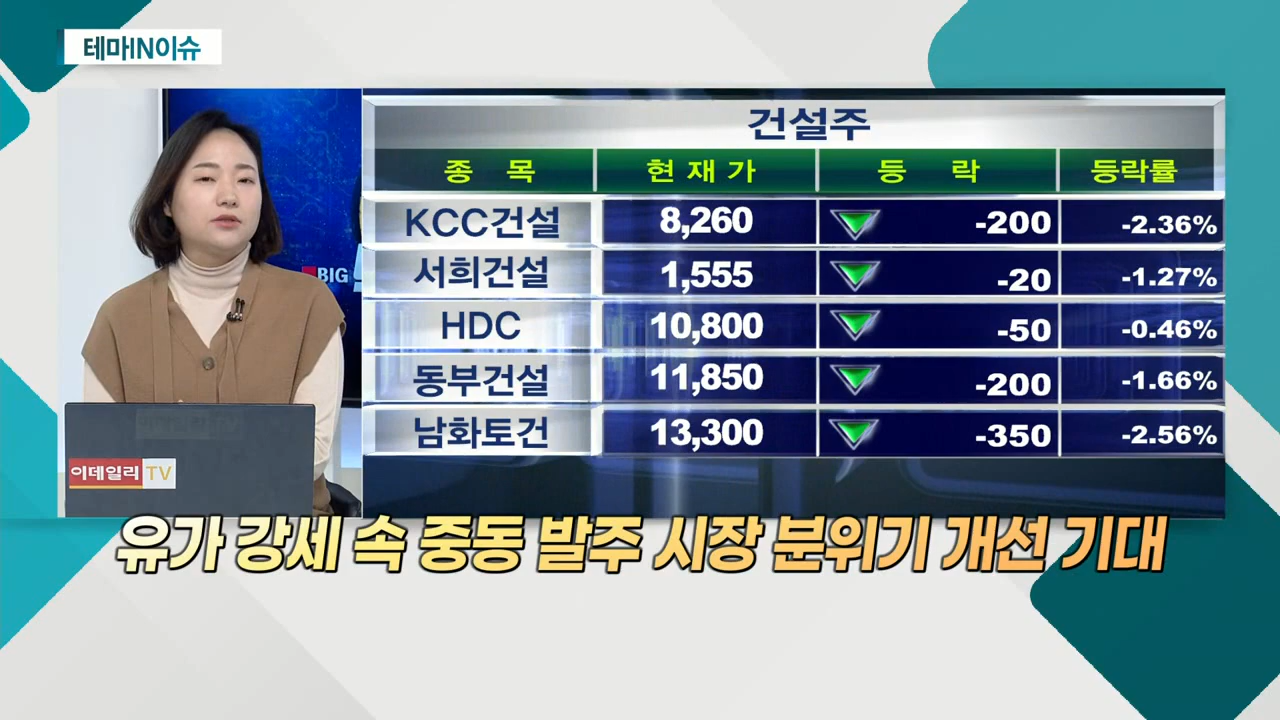 테마IN이슈
건설주
종 목 현 재 가 등 락 등락률
KCC건설 8,260 -200 -2.36%
서희건설 1,555 -20 -1.27%
HDC 10,800 -50 -0.46%
동부건설 11,850 -200 -1.66%
남화토건 13,300 -350 -2.56%
BIG
이데일리 TV
유가 강세 속 중동 발주 시장 분위기 개선 기대